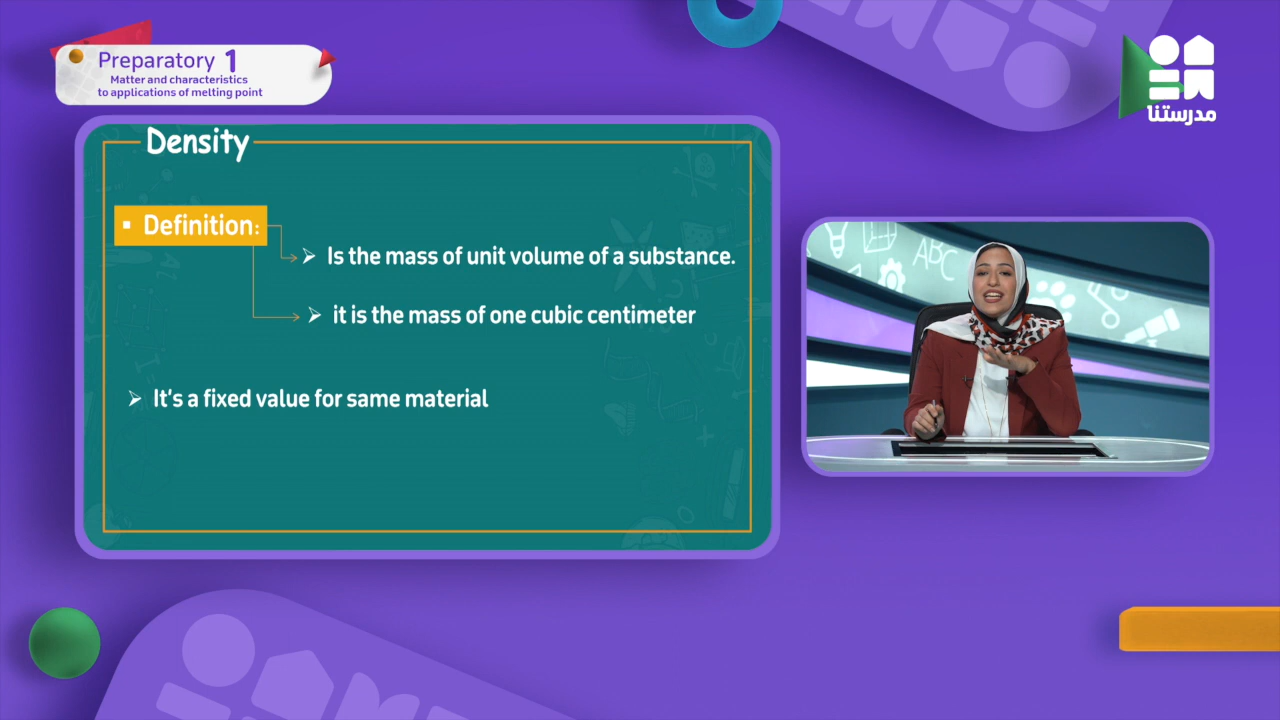 Preparatory 1
Matter and characteristics
to applications of melting point
مدرستنا
Density
▪ Definition:
➢ Is the mass of unit volume of a substance.
➢ it is the mass of one cubic centimeter
➢ It's a fixed value for same material
ABC